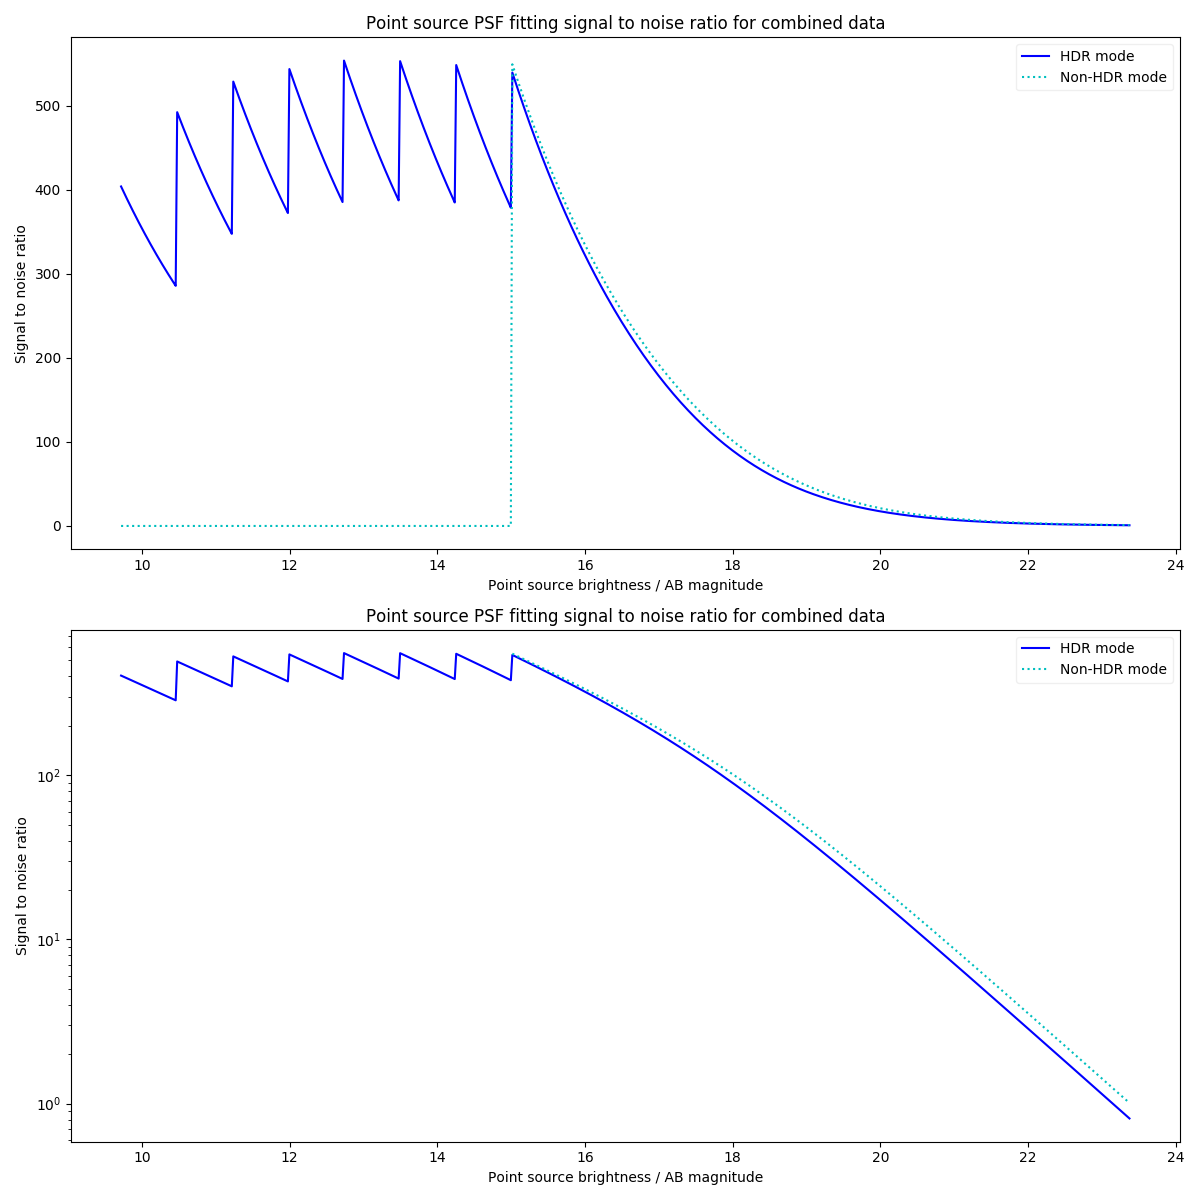 Point source PSF fitting signal to noise ratio for combined data
HDR mode
Non-HDR mode
Signal to noise ratio
500
400
300
200
100
0
10 12 14 16 18 20 22 24
Point source brightness / AB magnitude
Point source PSF fitting signal to noise ratio for combined data
HDR mode
Non-HDR mode
Signal to noise ratio
10²
10¹
10⁰
10 12 14 16 18 20 22 24
Point source brightness / AB magnitude